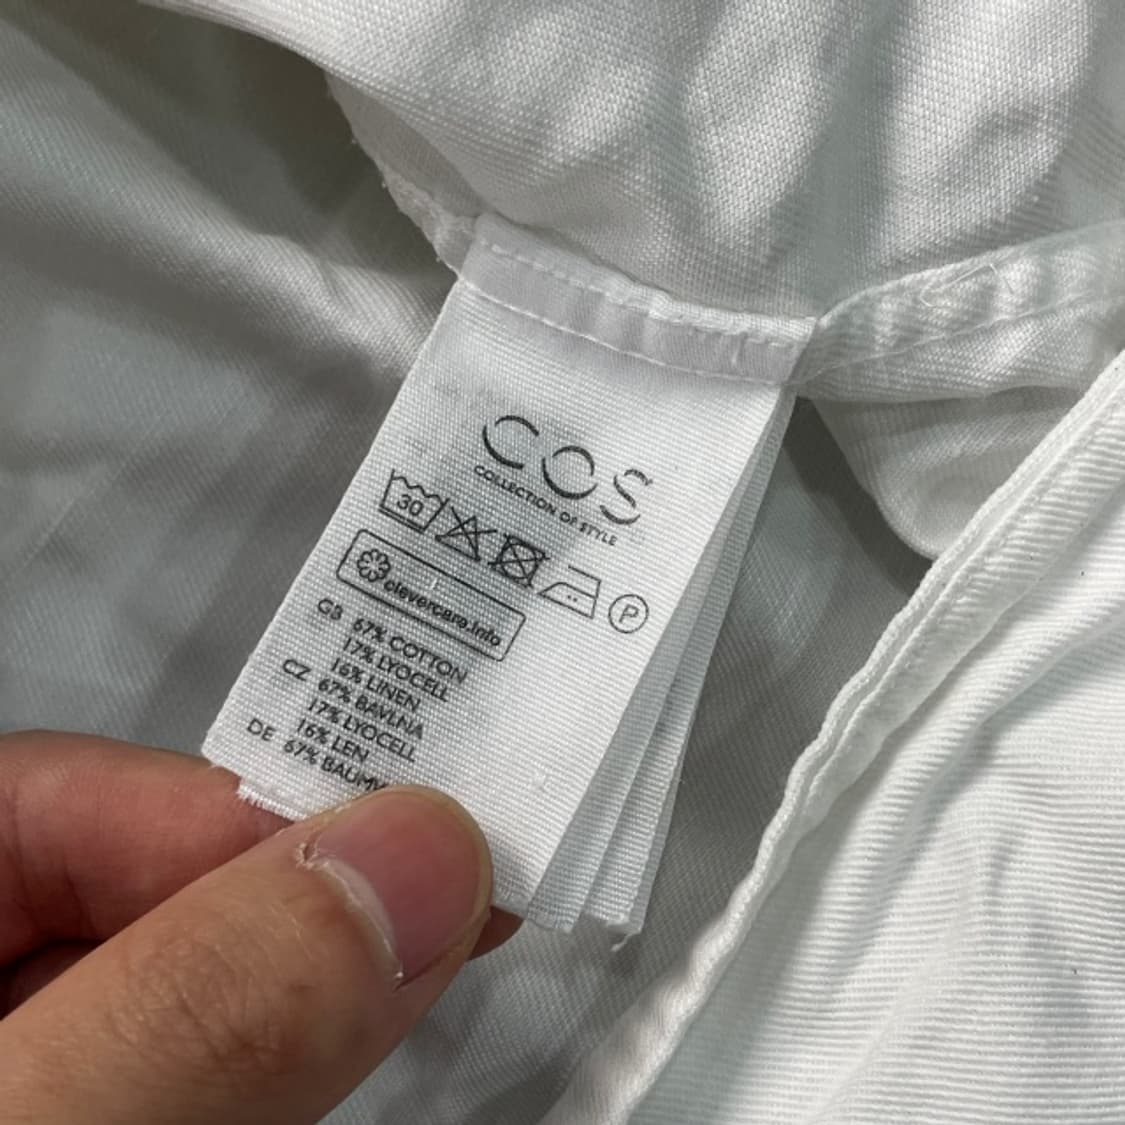 COS
COLLECTION OF STYLE
30
P
clevercare.info
GB 67% COTTON
17% LYOCELL
16% LINEN
CZ 67% BAVLNA
17% LYOCELL
16% LEN
DE 67% BAUMW